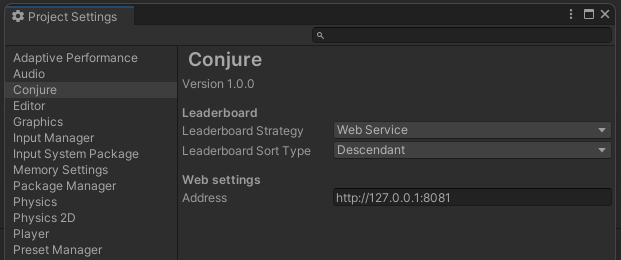 Project Settings
Adaptive Performance
Audio
Conjure
Editor
Graphics
Input Manager
Input System Package
Memory Settings
Package Manager
Physics
Physics 2D
Player
Preset Manager
Conjure
Version 1.0.0
Leaderboard
Leaderboard Strategy Web Service
Leaderboard Sort Type Descendant
Web settings
Address http://127.0.0.1:8081